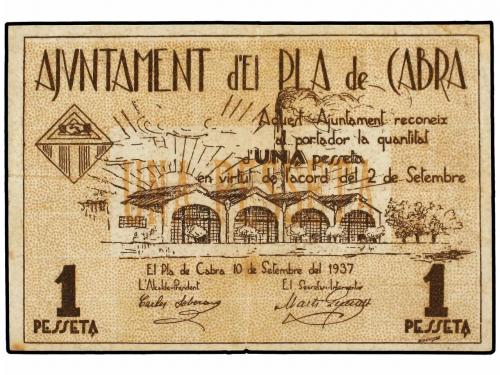 AJVNTAMENT d'El PLA de CABRA
Aquest Ajuntament reconeix
al portador la quantitat
d'UNA pesseta
en virtut de l'acord del 2 de Setembre
UNA PESSETA
El Pla de Cabra 10 de Setembre del 1937
L'Alcalde-President
El Secretari-Interventor
1
PESSETA
1
PESSETA